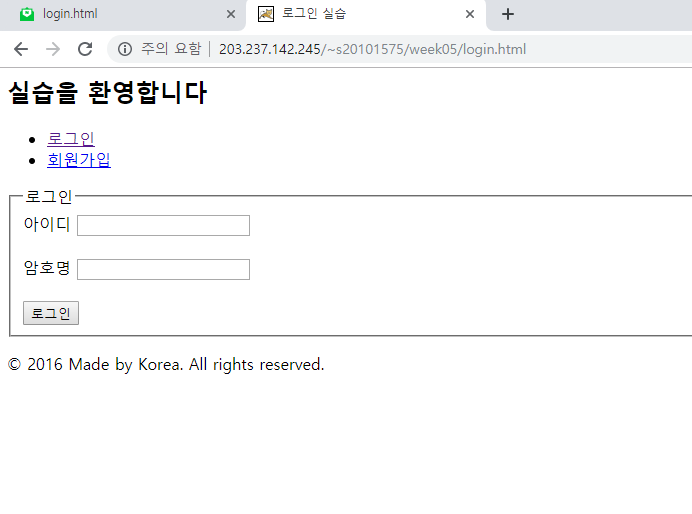 login.html
로그인 실습
주의 요함 203.237.142.245/~s20101575/week05/login.html
실습을 환영합니다
로그인
회원가입
로그인
아이디
암호명
로그인
© 2016 Made by Korea. All rights reserved.